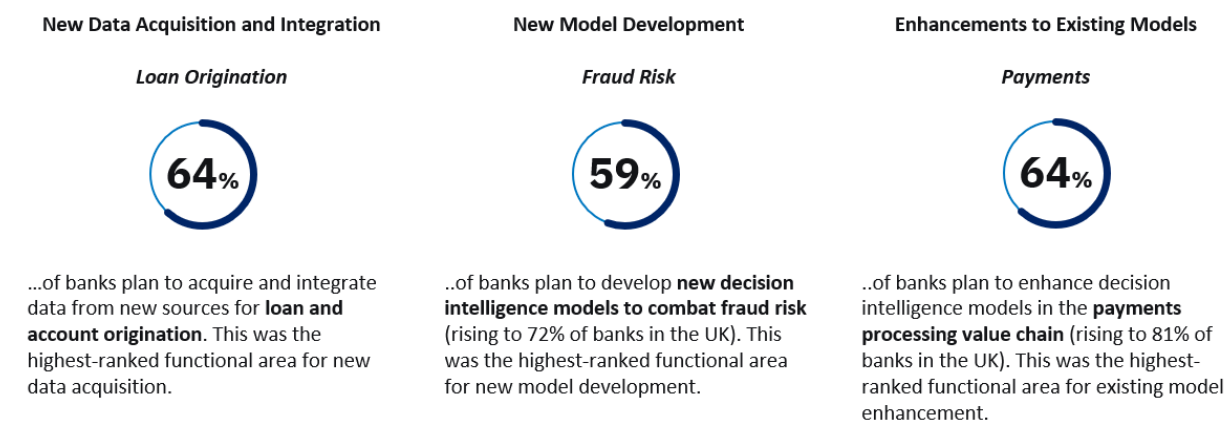 New Data Acquisition and Integration
Loan Origination
64%
...of banks plan to acquire and integrate
data from new sources for loan and
account origination. This was the
highest-ranked functional area for new
data acquisition.
New Model Development
Fraud Risk
59%
..of banks plan to develop new decision
intelligence models to combat fraud risk
(rising to 72% of banks in the UK). This
was the highest-ranked functional area
for new model development.
Enhancements to Existing Models
Payments
64%
..of banks plan to enhance decision
intelligence models in the payments
processing value chain (rising to 81% of
banks in the UK). This was the highest-
ranked functional area for existing model
enhancement.